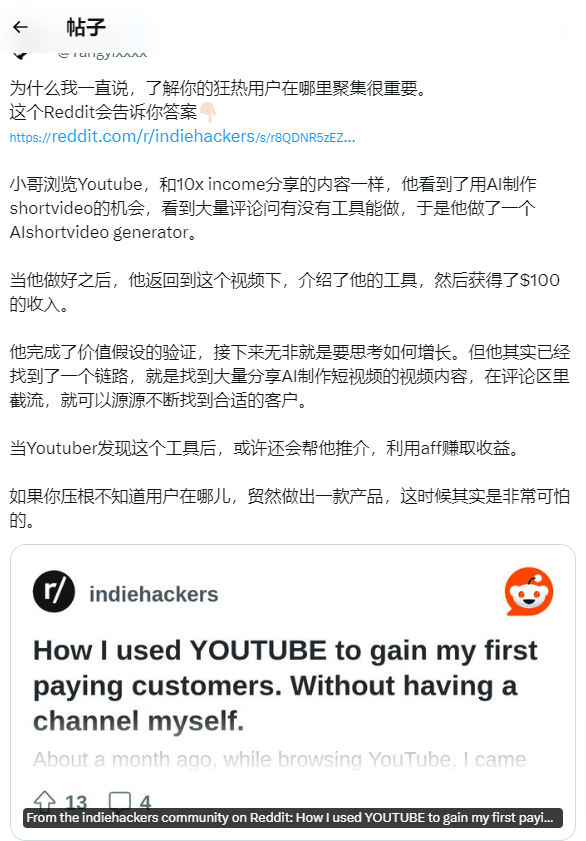 帖子
为什么我一直说，了解你的狂热用户在哪里聚集很重要。
这个Reddit会告诉你答案👇🏻
https://reddit.com/r/indiehackers/s/r8QDNR5zEZ…
小哥浏览Youtube，和10x income分享的内容一样，他看到了用AI制作
shortvideo的机会，看到大量评论问有没有工具能做，于是他做了一个
AIshortvideo generator。
当他做好之后，他返回到这个视频下，介绍了他的工具，然后获得了$100
的收入。
他完成了价值假设的验证，接下来无非就是要思考如何增长。但他其实已经
找到了一个链路，就是找到大量分享AI制作短视频的视频内容，在评论区里
截流，就可以源源不断找到合适的客户。
当Youtuber发现这个工具后，或许还会帮他推介，利用aff赚取收益。
如果你压根不知道用户在哪儿，贸然做出一款产品，这时候其实是非常可怕
的。
r/ indiehackers
How I used YOUTUBE to gain my first
paying customers. Without having a
channel myself.
About a month ago, while browsing YouTube, I came
13 4
From the indiehackers community on Reddit: How I used YOUTUBE to gain my first payi...